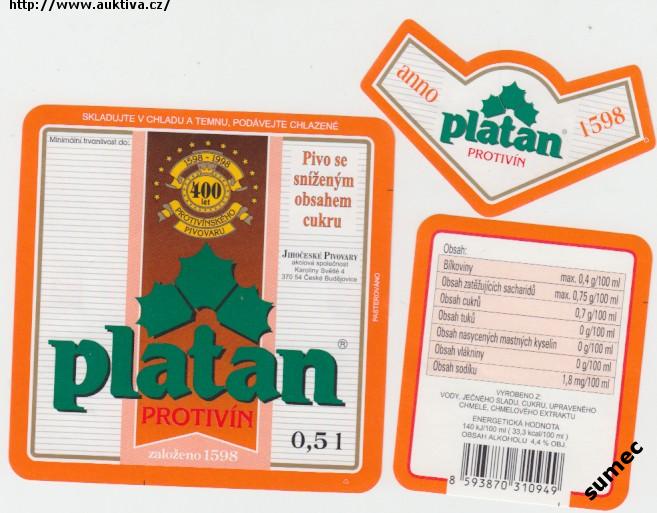 http://www.auktiva.cz/
SKLADUJTE V CHLADU A TEMNU, PODÁVEJTE CHLAZENÉ
Minimální trvanlivost do:
1598 - 1998
400
let
PROTIVÍNSKÉHO
PIVOVARU
Pivo se
sníženým
obsahem
cukru
JIHOČESKÉ PIVOVARY
akciová společnost
Karolíny Světlé 4
370 54 České Budějovice
PASTEROVÁNO
platan ®
PROTIVÍN
založeno 1598
0,5 l
anno
platan ®
PROTIVÍN
1598
Obsah:
Bílkoviny max. 0,4 g/100 ml
Obsah zatěžujících sacharidů max. 0,75 g/100 ml
Obsah cukrů 0,7 g/100 ml
Obsah tuků 0 g/100 ml
Obsah nasycených mastných kyselin 0 g/100 ml
Obsah vlákniny 0 g/100 ml
Obsah sodíku 1,8 mg/100 ml
VYROBENO Z:
VODY, JEČNÉHO SLADU, CUKRU, UPRAVENÉHO
CHMELE, CHMELOVÉHO EXTRAKTU
ENERGETICKÁ HODNOTA
140 kJ/100 ml ( 33,3 kcal/100 ml )
OBSAH ALKOHOLU 4,4 % OBJ.
8 593870 310949
sumec